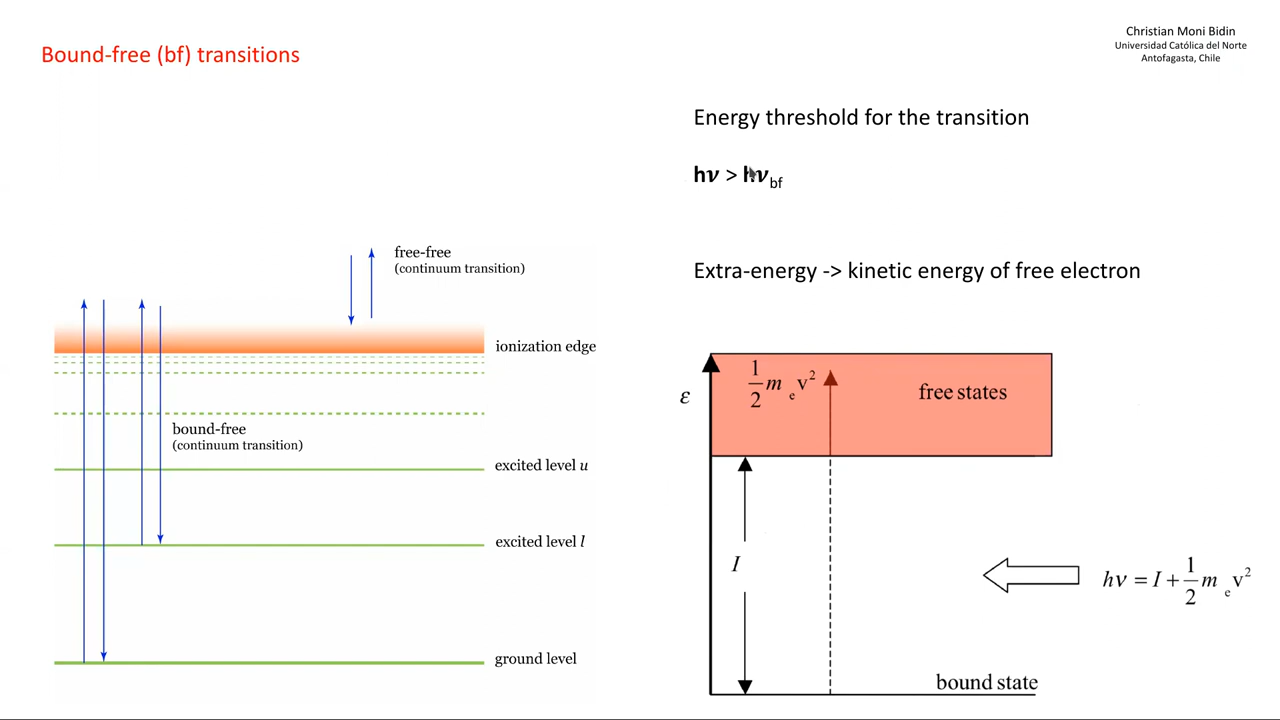 Bound-free (bf) transitions
Christian Moni Bidin
Universidad Católica del Norte
Antofagasta, Chile
Energy threshold for the transition
hν > hν_bf
Extra-energy -> kinetic energy of free electron
free-free
(continuum transition)
ionization edge
bound-free
(continuum transition)
excited level u
excited level l
ground level
ε
1/2 m_e v²
free states
I
hν = I + 1/2 m_e v²
bound state